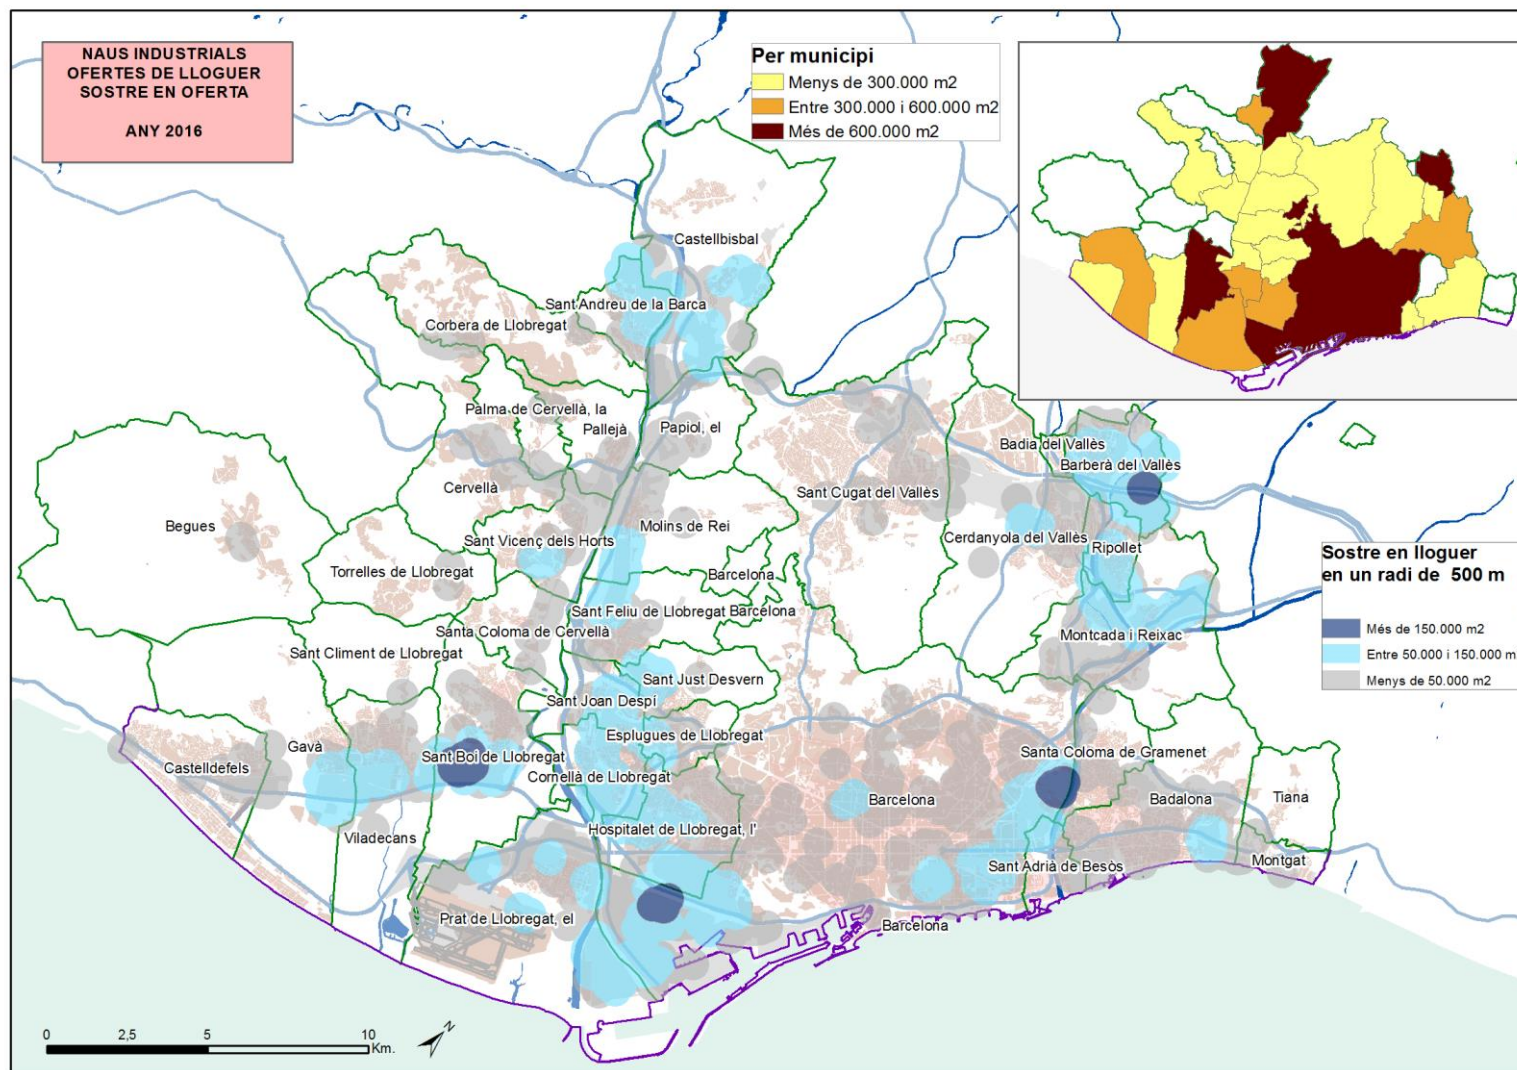 NAUS INDUSTRIALS
OFERTES DE LLOGUER
SOSTRE EN OFERTA
ANY 2016
Per municipi
Menys de 300.000 m2
Entre 300.000 i 600.000 m2
Més de 600.000 m2
Castellbisbal
Sant Andreu de la Barca
Corbera de Llobregat
Palma de Cervellà, la
Pallejà
Papiol, el
Badia del Vallès
Barberà del Vallès
Cervellà
Sant Cugat del Vallès
Begues
Molins de Rei
Sant Vicenç dels Horts
Cerdanyola del Vallès
Ripollet
Torrelles de Llobregat
Barcelona
Sant Feliu de Llobregat
Barcelona
Santa Coloma de Cervellà
Montcada i Reixac
Sant Climent de Llobregat
Sant Just Desvern
Sant Joan Despí
Esplugues de Llobregat
Gavà
Sant Boi de Llobregat
Santa Coloma de Gramenet
Castelldefels
Cornellà de Llobregat
Barcelona
Badalona
Tiana
Viladecans
Hospitalet de Llobregat, l'
Sant Adrià de Besòs
Montgat
Prat de Llobregat, el
Barcelona
Sostre en lloguer
en un radi de 500 m
Més de 150.000 m2
Entre 50.000 i 150.000 m
Menys de 50.000 m2
0 2,5 5 10
Km.
N